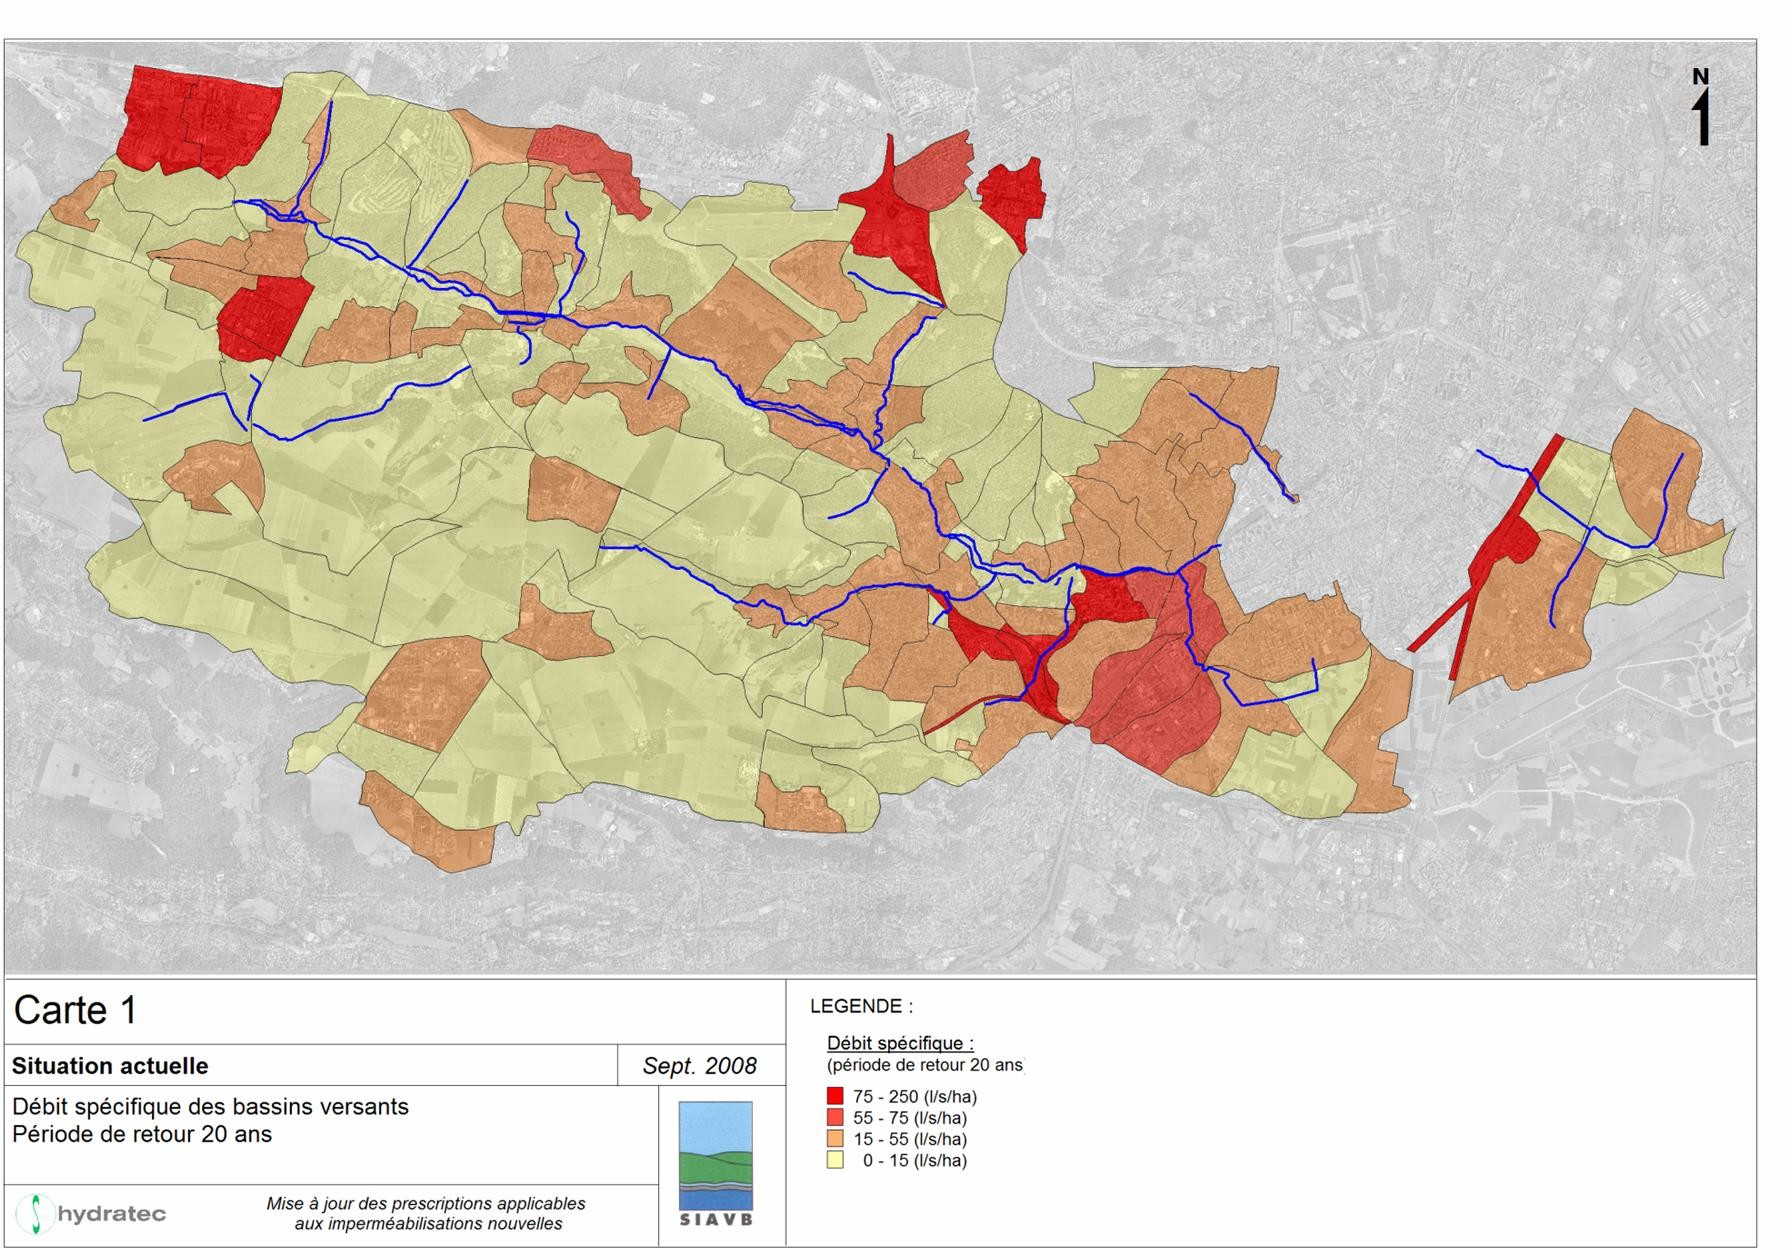 N
Carte 1
Situation actuelle
Sept. 2008
Débit spécifique des bassins versants
Période de retour 20 ans
hydratec
Mise à jour des prescriptions applicables
aux imperméabilisations nouvelles
SIAVB
LEGENDE :
Débit spécifique :
(période de retour 20 ans
75 - 250 (l/s/ha)
55 - 75 (l/s/ha)
15 - 55 (l/s/ha)
0 - 15 (l/s/ha)